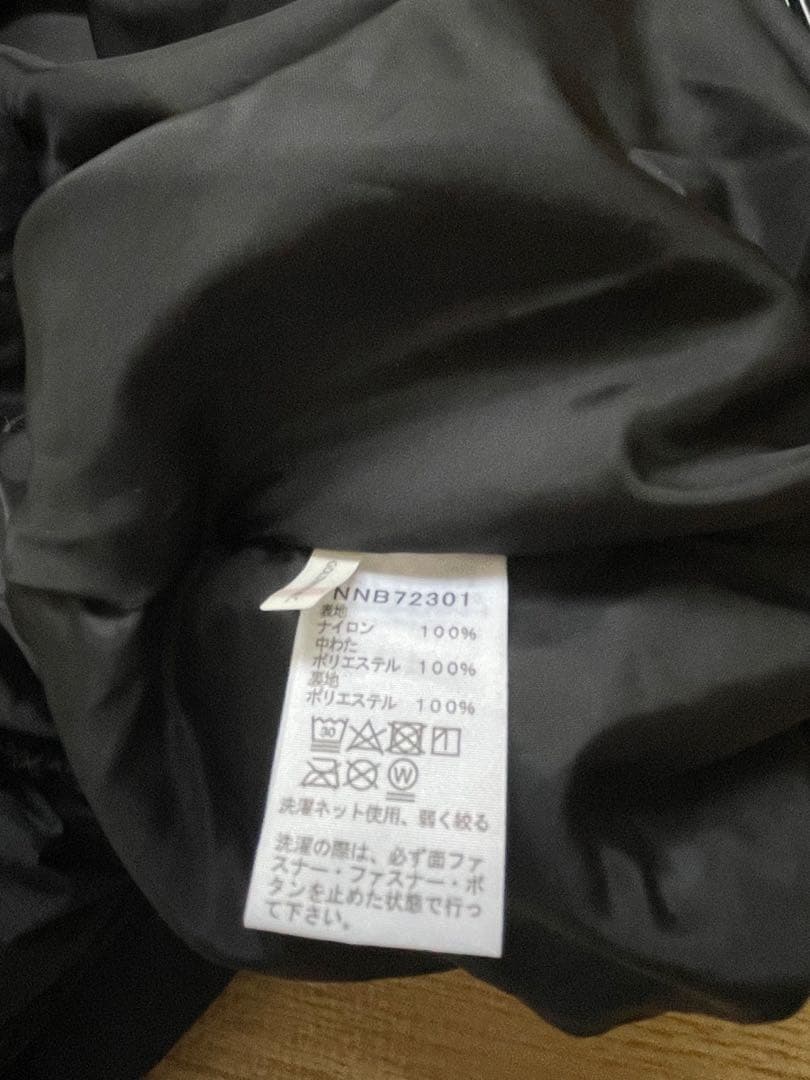 NNB72301
表地
ナイロン 100%
中わた
ポリエステル 100%
裏地
ポリエステル 100%
30
W
洗濯ネット使用、弱く絞る
洗濯の際は、必ず面ファ
スナー・ファスナー・ボ
タンを止めた状態で行っ
て下さい。